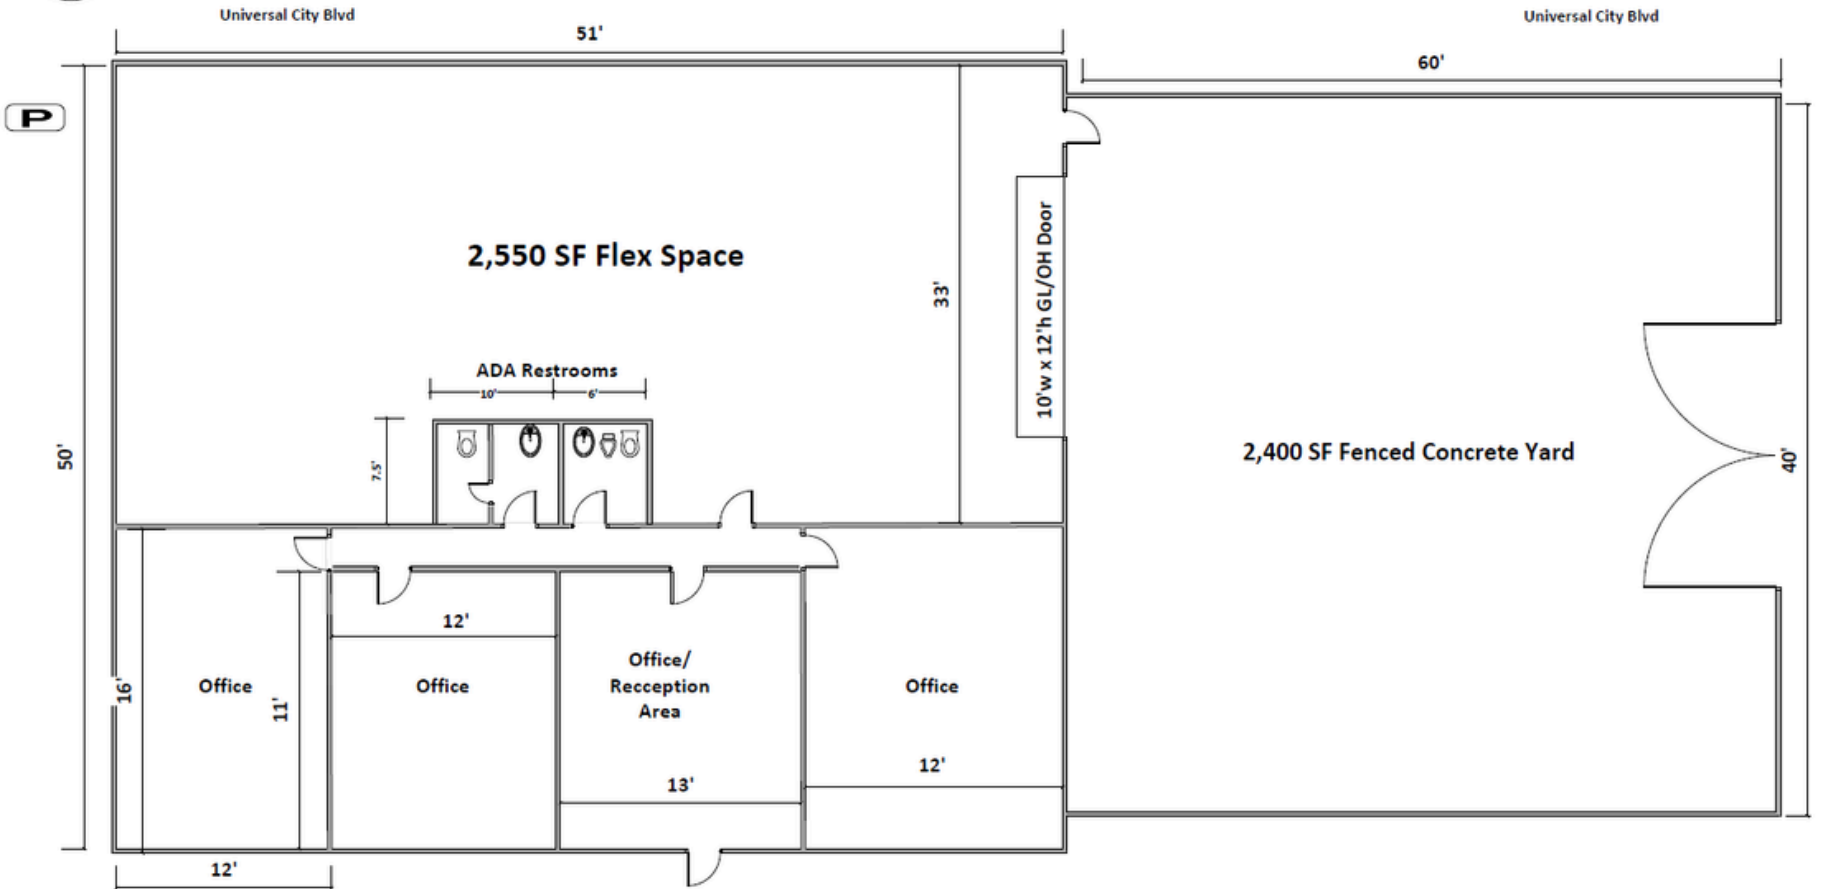 Universal City Blvd
Universal City Blvd
51'
60'
P
2,550 SF Flex Space
33'
10'w x 12'h GL/OH Door
ADA Restrooms
10'
6'
7.5'
50'
2,400 SF Fenced Concrete Yard
40'
12'
Office/
Recception
Area
Office
Office
Office
16'
11'
12'
13'
12'